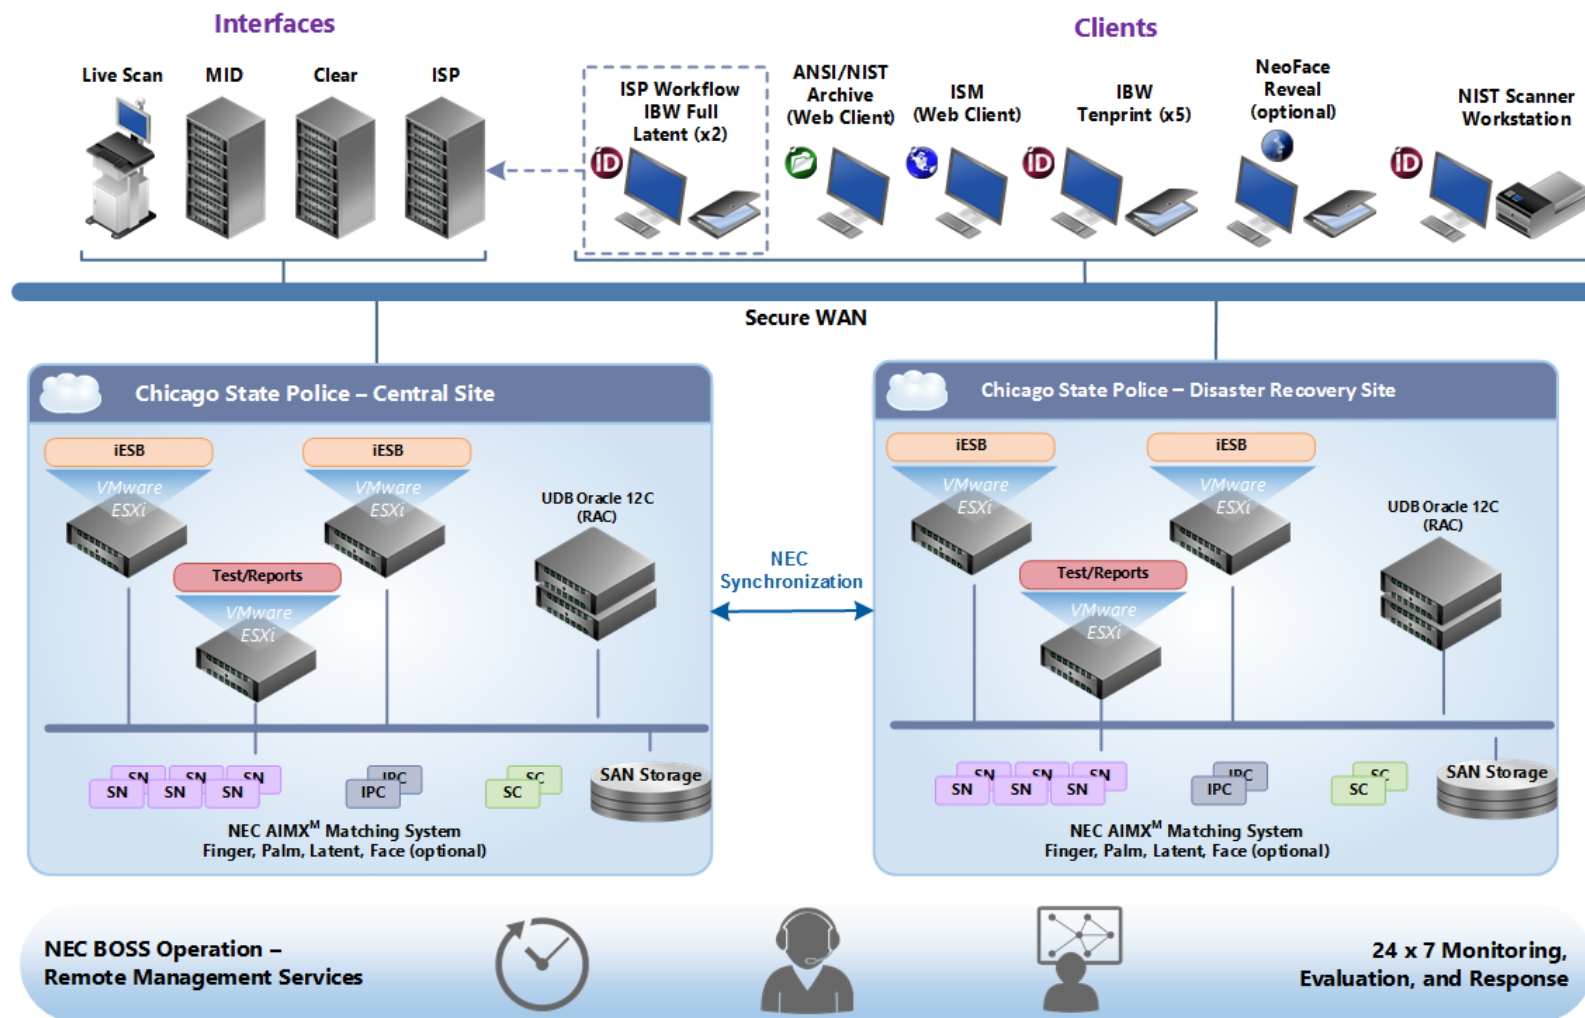 Interfaces
Clients
Live Scan
MID
Clear
ISP
ISP Workflow
IBW Full
Latent (x2)
ANSI/NIST
Archive
(Web Client)
ISM
(Web Client)
IBW
Tenprint (x5)
NeoFace
Reveal
(optional)
NIST Scanner
Workstation
iD
iD
iD
Secure WAN
Chicago State Police – Central Site
iESB
iESB
VMware
ESXi
VMware
ESXi
UDB Oracle 12C
(RAC)
Test/Reports
VMware
ESXi
SN
SN
SN
SN
SN
SN
IPC
IPC
SC
SC
SAN Storage
NEC AIMXᴹ Matching System
Finger, Palm, Latent, Face (optional)
NEC
Synchronization
Chicago State Police – Disaster Recovery Site
iESB
iESB
VMware
ESXi
VMware
ESXi
UDB Oracle 12C
(RAC)
Test/Reports
VMware
ESXi
SN
SN
SN
SN
SN
SN
IPC
IPC
SC
SC
SAN Storage
NEC AIMXᴹ Matching System
Finger, Palm, Latent, Face (optional)
NEC BOSS Operation –
Remote Management Services
24 x 7 Monitoring,
Evaluation, and Response